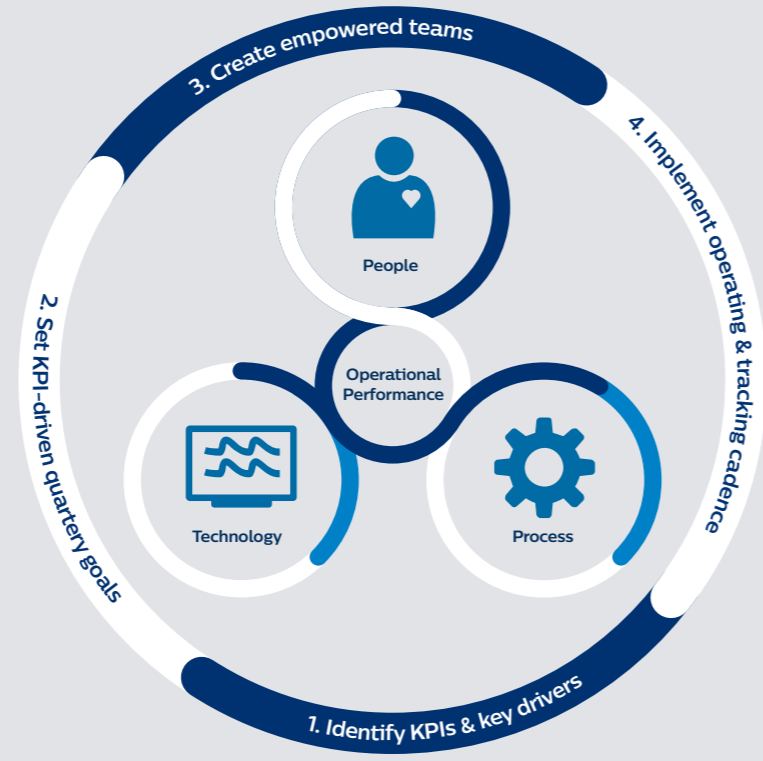 3. Create empowered teams
4. Implement operating & tracking cadence
People
2. Set KPI-driven quartery goals
Operational
Performance
Technology
Process
1. Identify KPIs & key drivers